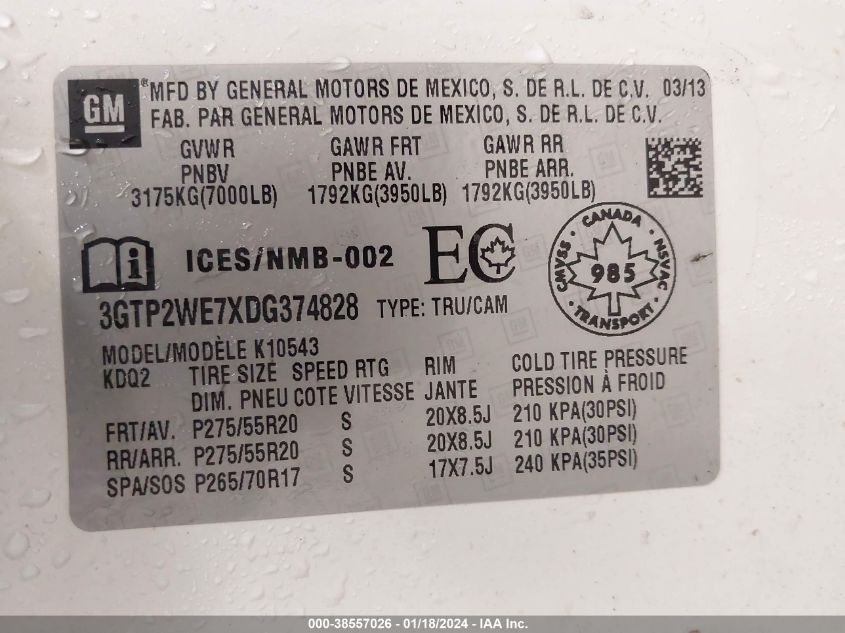 GM ® MFD BY GENERAL MOTORS DE MEXICO, S. DE R.L. DE C.V. 03/13
FAB. PAR GENERAL MOTORS DE MEXICO, S. DE R.L. DE C.V.
GVWR GAWR FRT GAWR RR
PNBV PNBE AV. PNBE ARR.
3175KG(7000LB) 1792KG(3950LB) 1792KG(3950LB)
i ICES/NMB-002 EC
CANADA
CMVSS 985 NSVAC
TRANSPORT
3GTP2WE7XDG374828 TYPE: TRU/CAM
MODEL/MODÈLE K10543
KDQ2 TIRE SIZE SPEED RTG RIM COLD TIRE PRESSURE
DIM. PNEU COTE VITESSE JANTE PRESSION À FROID
FRT/AV. P275/55R20 S 20X8.5J 210 KPA(30PSI)
RR/ARR. P275/55R20 S 20X8.5J 210 KPA(30PSI)
SPA/SOS P265/70R17 S 17X7.5J 240 KPA(35PSI)
000-38557026 - 01/18/2024 - IAA Inc.